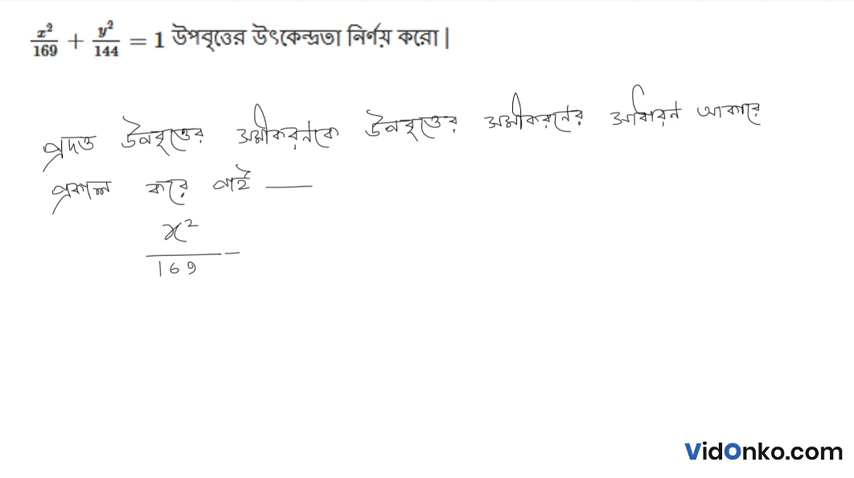 x²/169 + y²/144 = 1 উপবৃত্তের উৎকেন্দ্রতা নির্ণয় করো |
প্রদত্ত উপবৃত্তের সমীকরণকে উপবৃত্তের সমীকরণের সাধারণ আকারে
প্রকাশ করে পাই —
x²/169 –
VidOnko.com